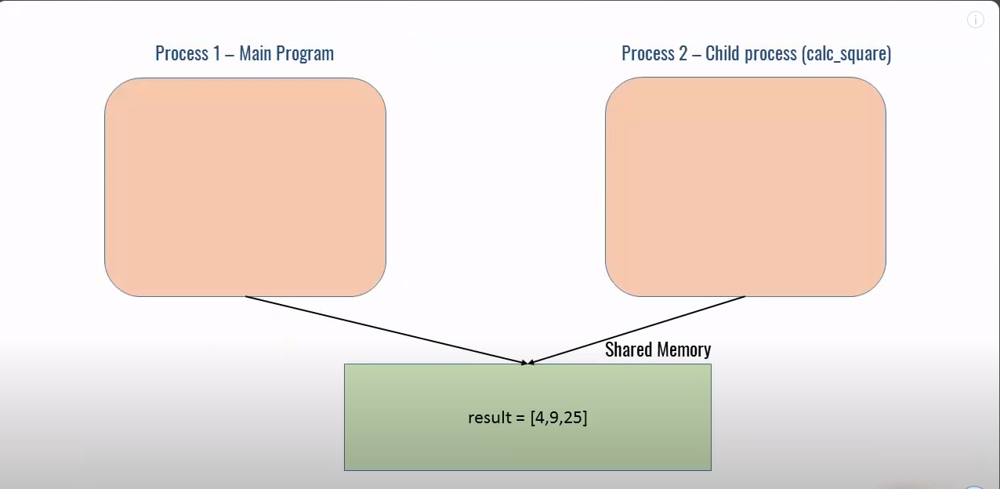 Process 1 – Main Program
Process 2 – Child process (calc_square)
Shared Memory
result = [4,9,25]